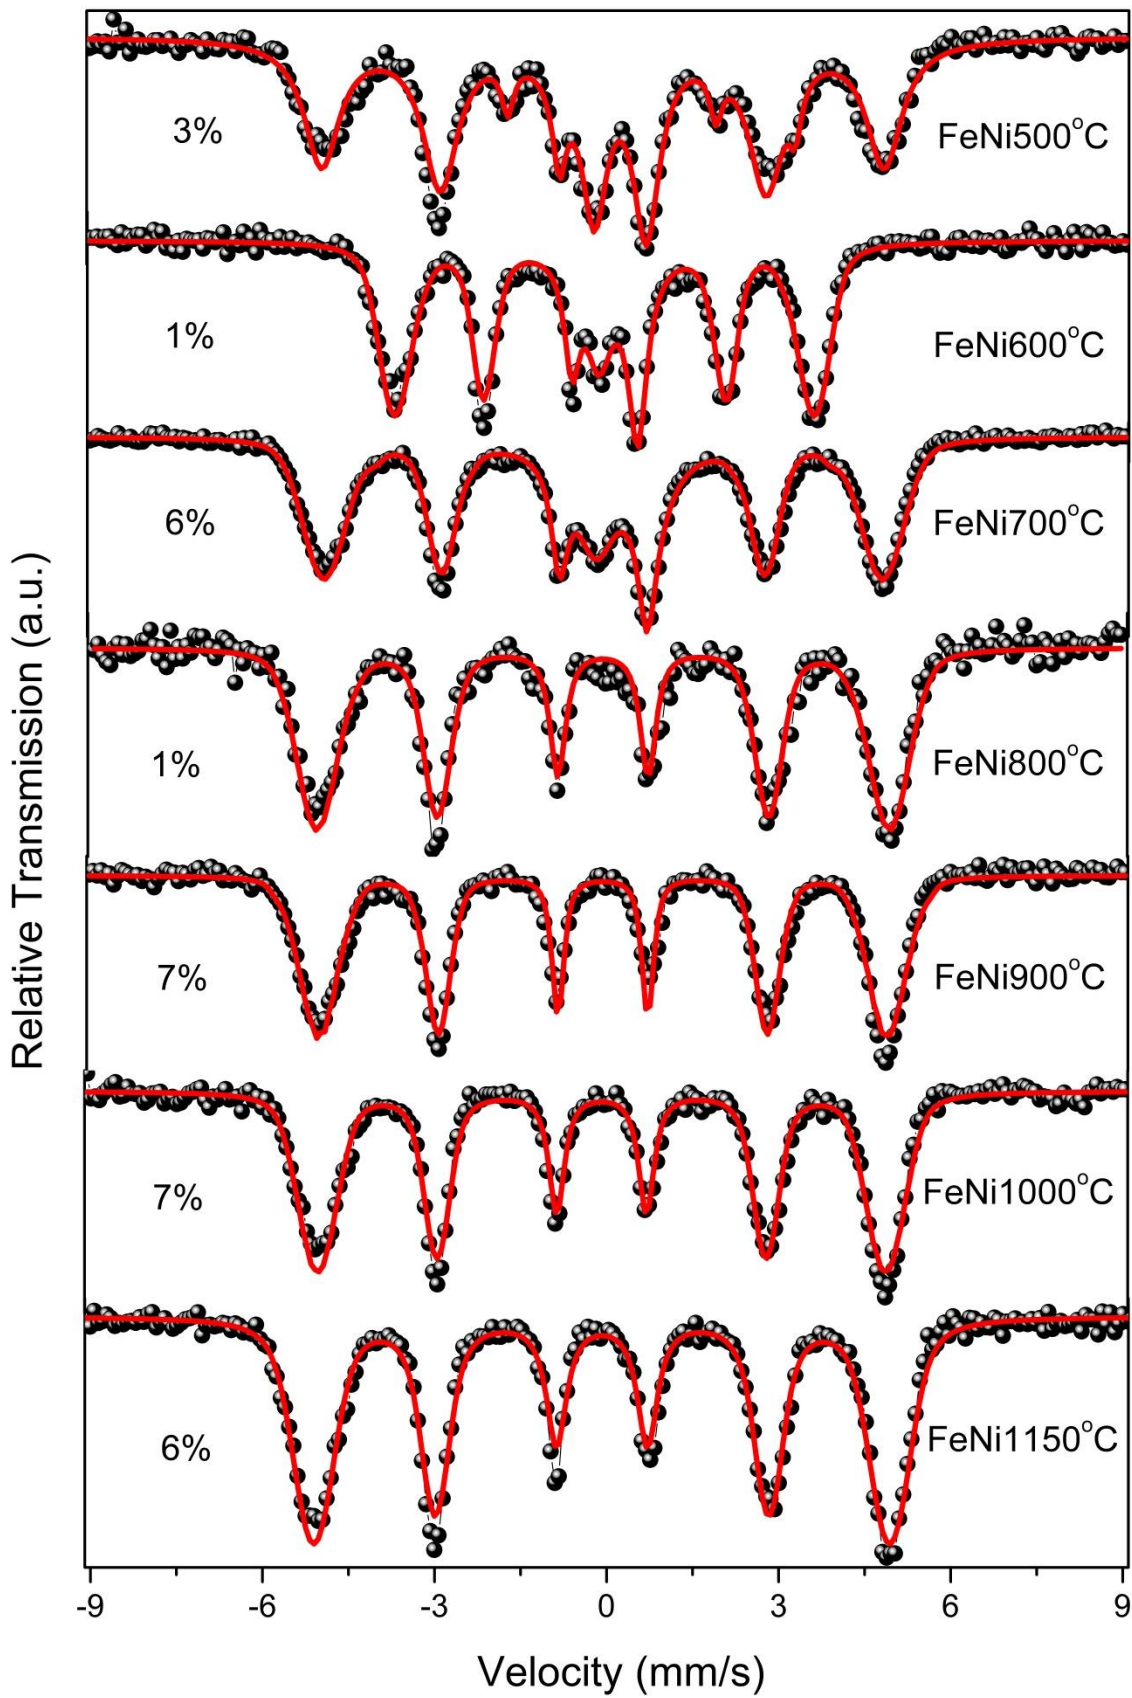 3%
FeNi500°C
1%
FeNi600°C
6%
FeNi700°C
1%
FeNi800°C
7%
FeNi900°C
7%
FeNi1000°C
6%
FeNi1150°C
Relative Transmission (a.u.)
-9 -6 -3 0 3 6 9
Velocity (mm/s)